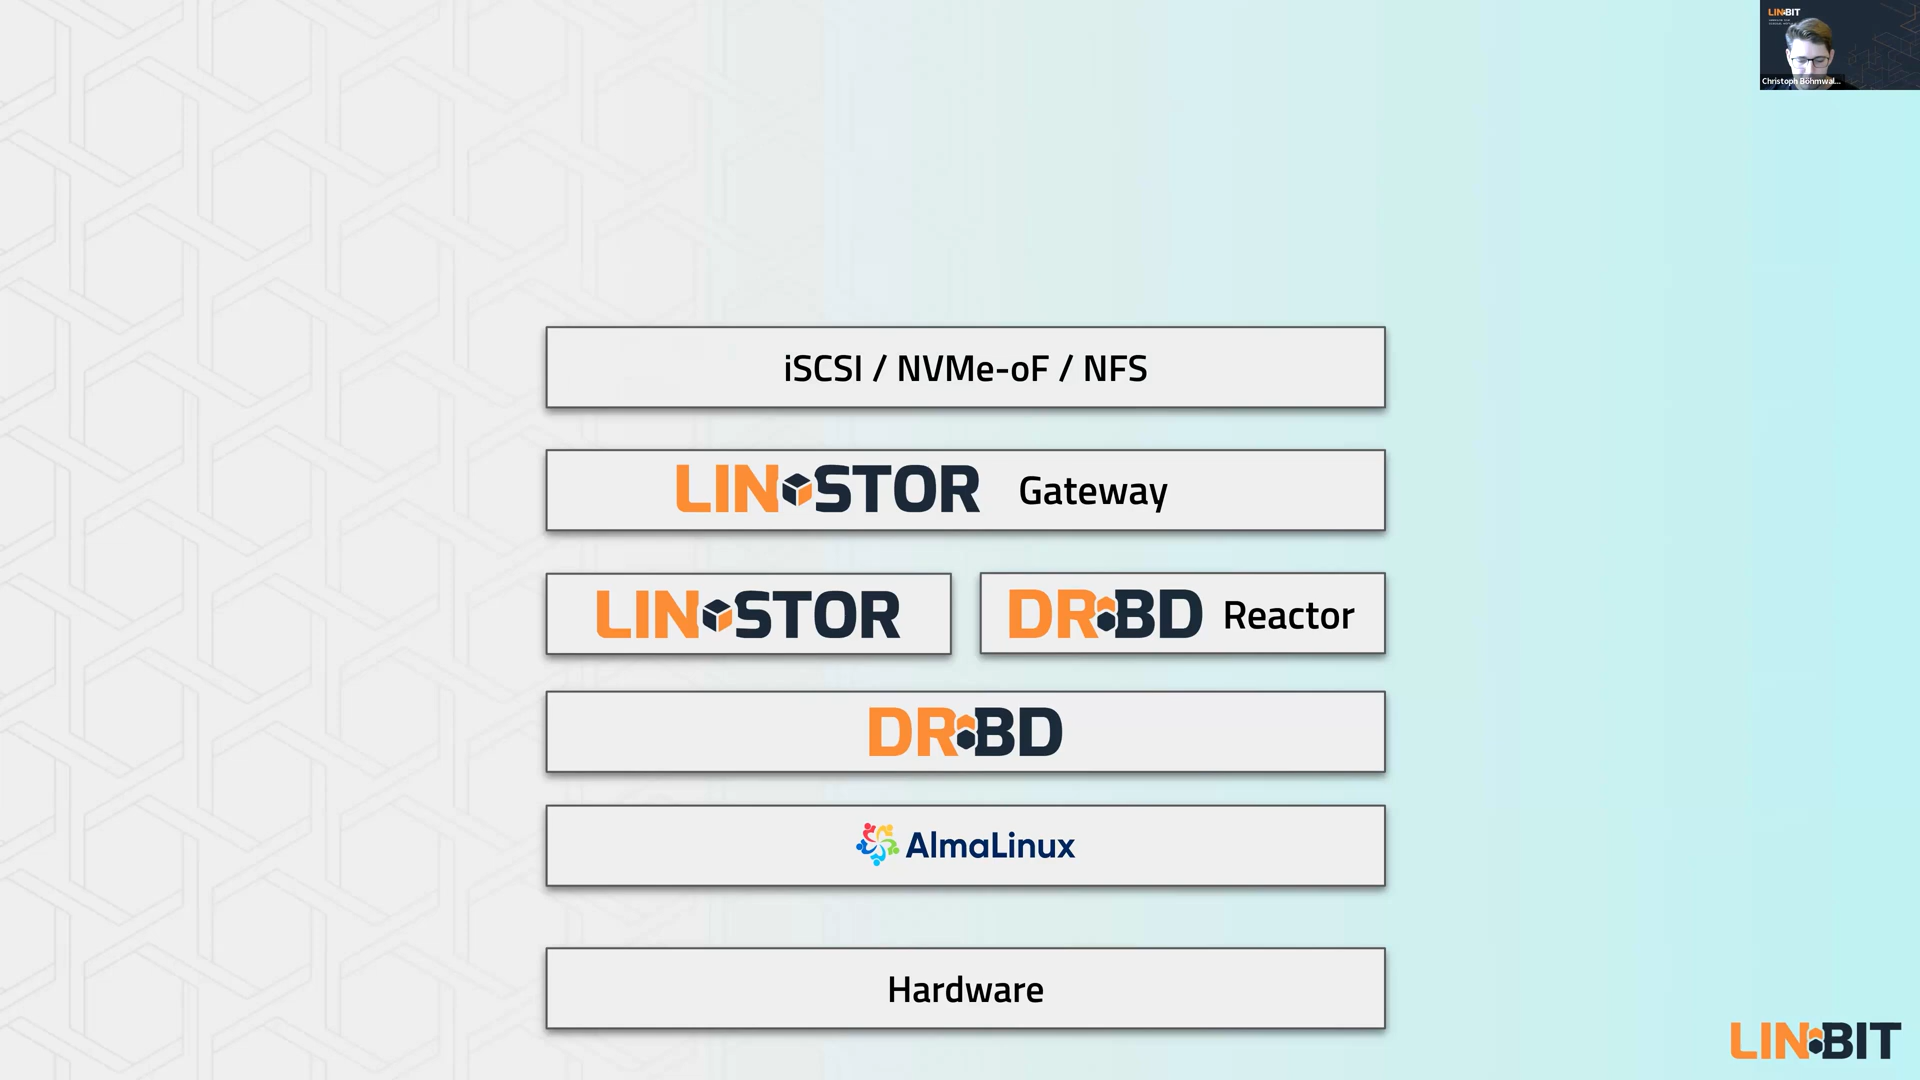 LINBIT
Christoph Böhmwal...
iSCSI / NVMe-oF / NFS
LINSTOR Gateway
LINSTOR
DRBD Reactor
DRBD
AlmaLinux
Hardware
LINBIT